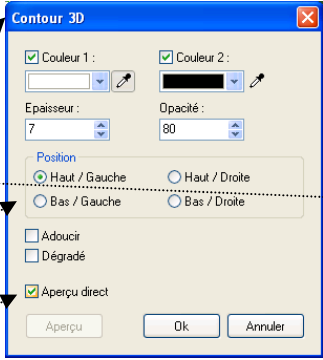 Contour 3D
Couleur 1 : Couleur 2 :
Epaisseur : Opacité :
7 80
Position
Haut / Gauche Haut / Droite
Bas / Gauche Bas / Droite
Adoucir
Dégradé
Aperçu direct
Aperçu Ok Annuler